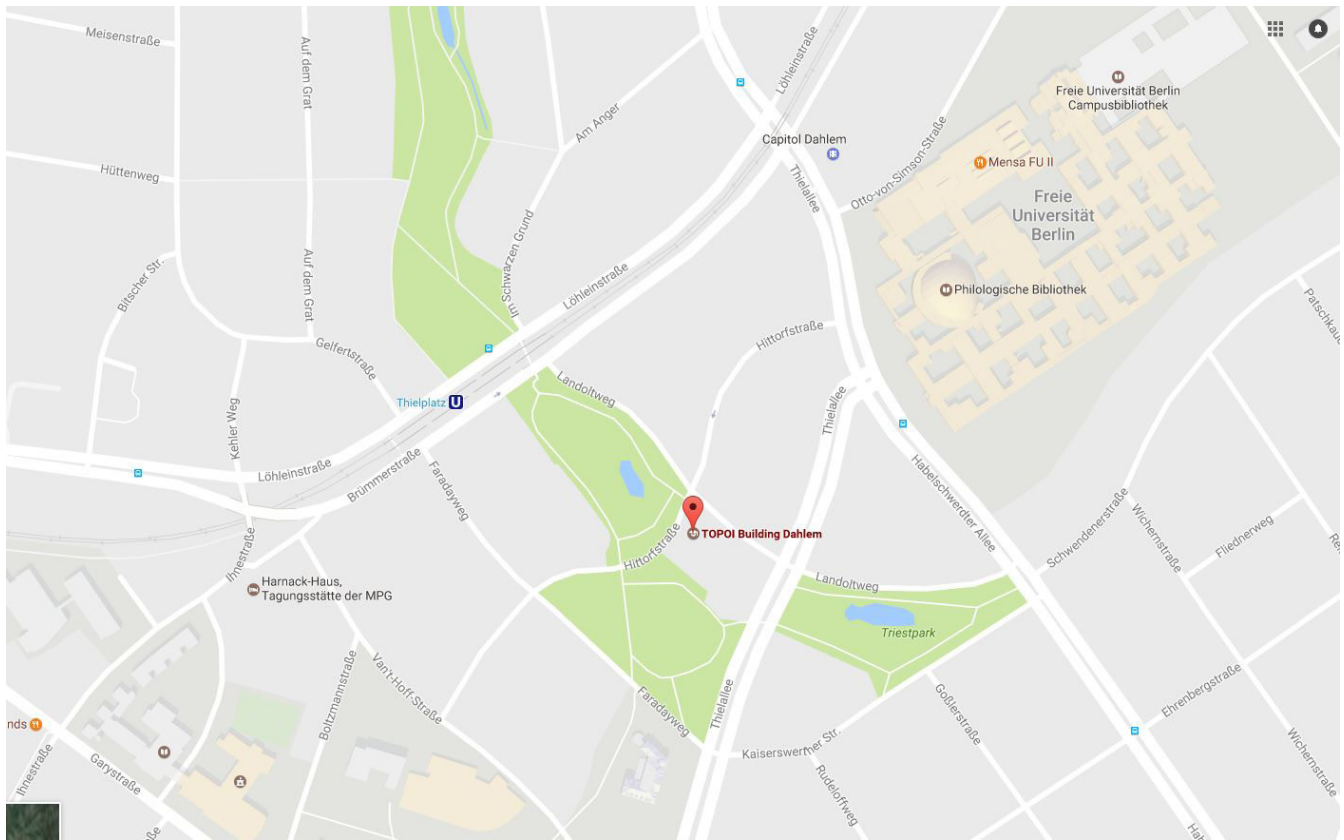 Meisenstraße
Auf dem Grat
Löhleinstraße
Freie Universität Berlin
Campusbibliothek
Am Anger
Capitol Dahlem
Otto-von-Simson-Straße
Mensa FU II
Hüttenweg
Thielallee
Freie
Universität
Berlin
Im Schwarzen Grund
Auf dem Grat
Bitscher Str.
Löhleinstraße
Philologische Bibliothek
Hittorfstraße
Gelfertstraße
Landoltweg
Thielplatz U
Thielallee
Kehler Weg
Löhleinstraße
Brümmerstraße
Faradayweg
Habelschwerdter Allee
Schwendenerstraße
Wichernstraße
Fliednerweg
TOPOI Building Dahlem
Hittorfstraße
Ihnestraße
Harnack-Haus,
Tagungsstätte der MPG
Landoltweg
Triestpark
Boltzmannstraße
Van't-Hoff-Straße
Faradayweg
Thielallee
Goßlerstraße
Ehrenbergstraße
nds
Kaiserswerther Str.
Rudeloffweg
Wichernstraße
Ihnestraße
Garystraße